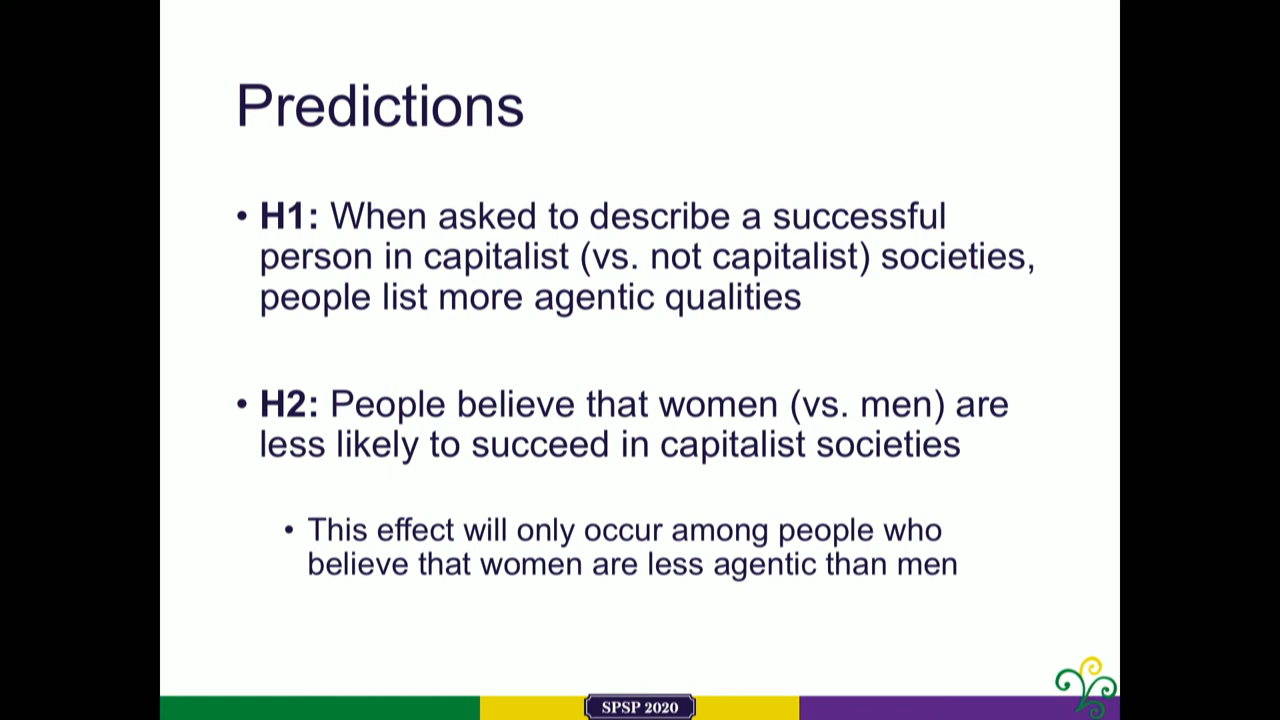 Predictions
• H1: When asked to describe a successful
person in capitalist (vs. not capitalist) societies,
people list more agentic qualities
• H2: People believe that women (vs. men) are
less likely to succeed in capitalist societies
• This effect will only occur among people who
believe that women are less agentic than men
SPSP 2020